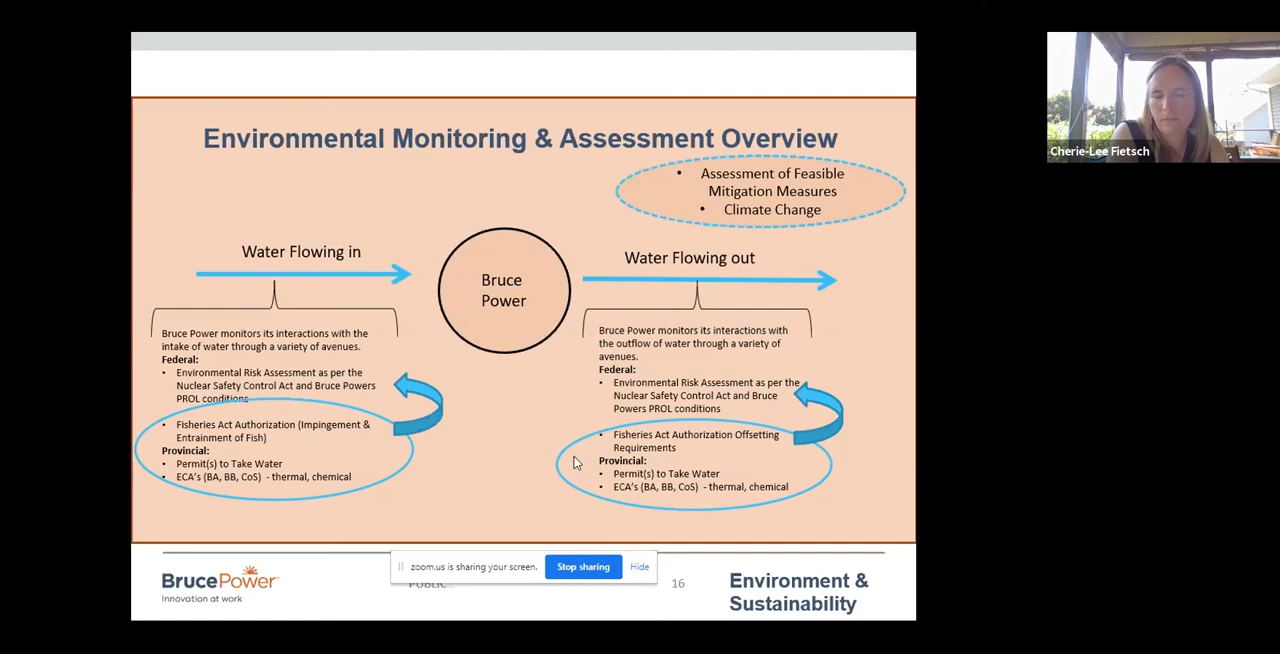 Environmental Monitoring & Assessment Overview
• Assessment of Feasible
Mitigation Measures
• Climate Change
Water Flowing in
Bruce
Power
Water Flowing out
Bruce Power monitors its interactions with the
intake of water through a variety of avenues.
Federal:
• Environmental Risk Assessment as per the
Nuclear Safety Control Act and Bruce Powers
PROL conditions
• Fisheries Act Authorization (Impingement &
Entrainment of Fish)
Provincial:
• Permit(s) to Take Water
• ECA's (BA, BB, CoS) - thermal, chemical
Bruce Power monitors its interactions with
the outflow of water through a variety of
avenues.
Federal:
• Environmental Risk Assessment as per the
Nuclear Safety Control Act and Bruce
Powers PROL conditions
• Fisheries Act Authorization Offsetting
Requirements
Provincial:
• Permit(s) to Take Water
• ECA's (BA, BB, CoS) - thermal, chemical
BrucePower
Innovation at work
zoom.us is sharing your screen.
Stop sharing
Hide
PUBLIC
16
Environment &
Sustainability
Cherie-Lee Fietsch